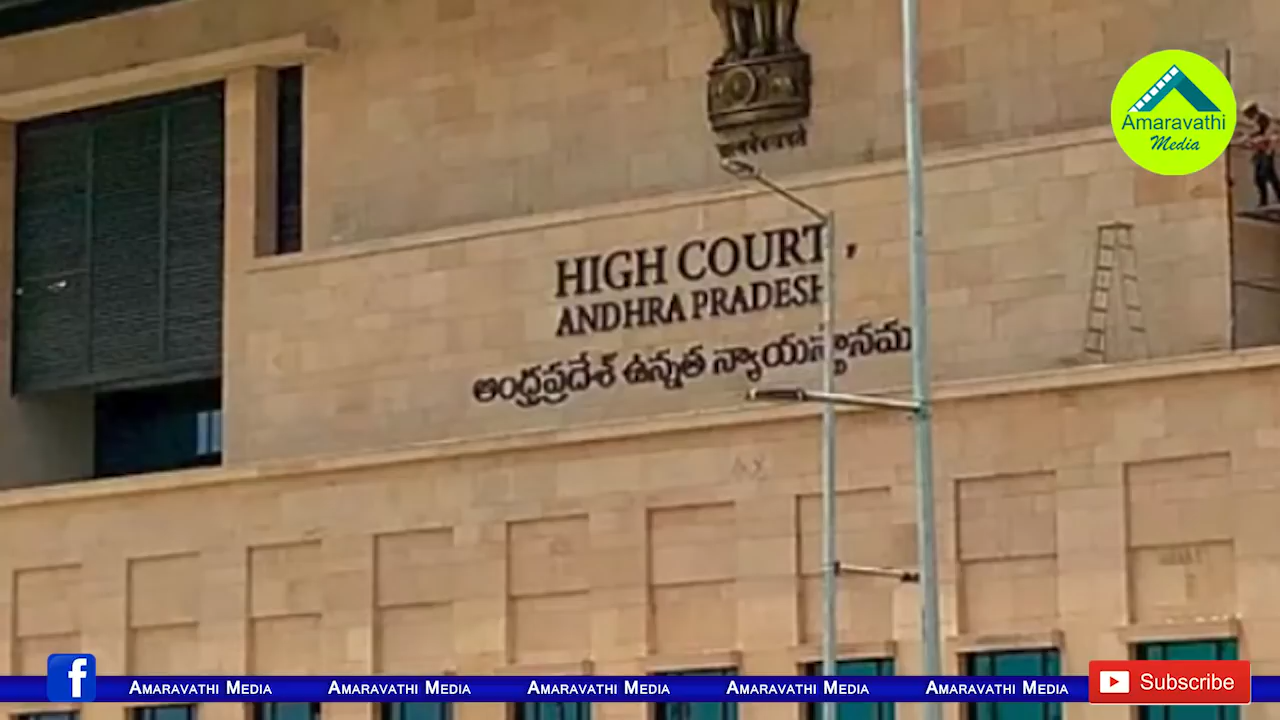 Amaravathi
Media
HIGH COURT,
ANDHRA PRADESH
ఆంధ్రప్రదేశ్ ఉన్నత న్యాయస్థానము
AMARAVATHI MEDIA AMARAVATHI MEDIA AMARAVATHI MEDIA AMARAVATHI MEDIA AMARAVATHI MEDIA
Subscribe